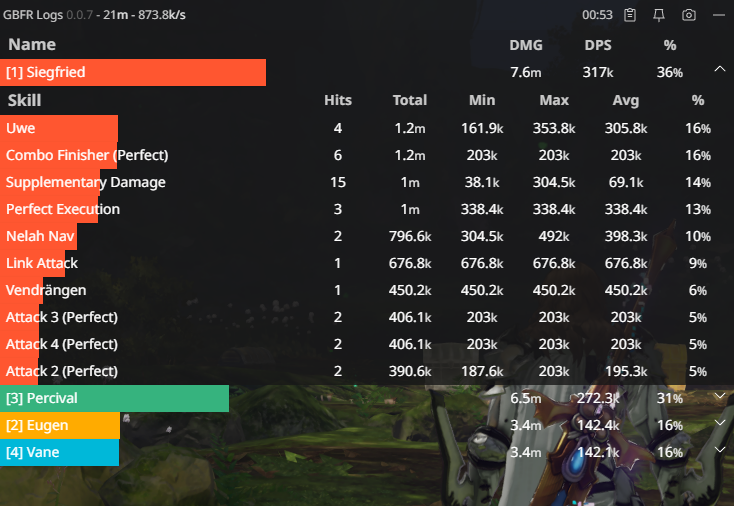 GBFR Logs 0.0.7 - 21m - 873.8k/s 00:53
Name DMG DPS %
[1] Siegfried 7.6m 317k 36%
Skill Hits Total Min Max Avg %
Uwe 4 1.2m 161.9k 353.8k 305.8k 16%
Combo Finisher (Perfect) 6 1.2m 203k 203k 203k 16%
Supplementary Damage 15 1m 38.1k 304.5k 69.1k 14%
Perfect Execution 3 1m 338.4k 338.4k 338.4k 13%
Nelah Nav 2 796.6k 304.5k 492k 398.3k 10%
Link Attack 1 676.8k 676.8k 676.8k 676.8k 9%
Vendrängen 1 450.2k 450.2k 450.2k 450.2k 6%
Attack 3 (Perfect) 2 406.1k 203k 203k 203k 5%
Attack 4 (Perfect) 2 406.1k 203k 203k 203k 5%
Attack 2 (Perfect) 2 390.6k 187.6k 203k 195.3k 5%
[3] Percival 6.5m 272.3k 31%
[2] Eugen 3.4m 142.4k 16%
[4] Vane 3.4m 142.1k 16%